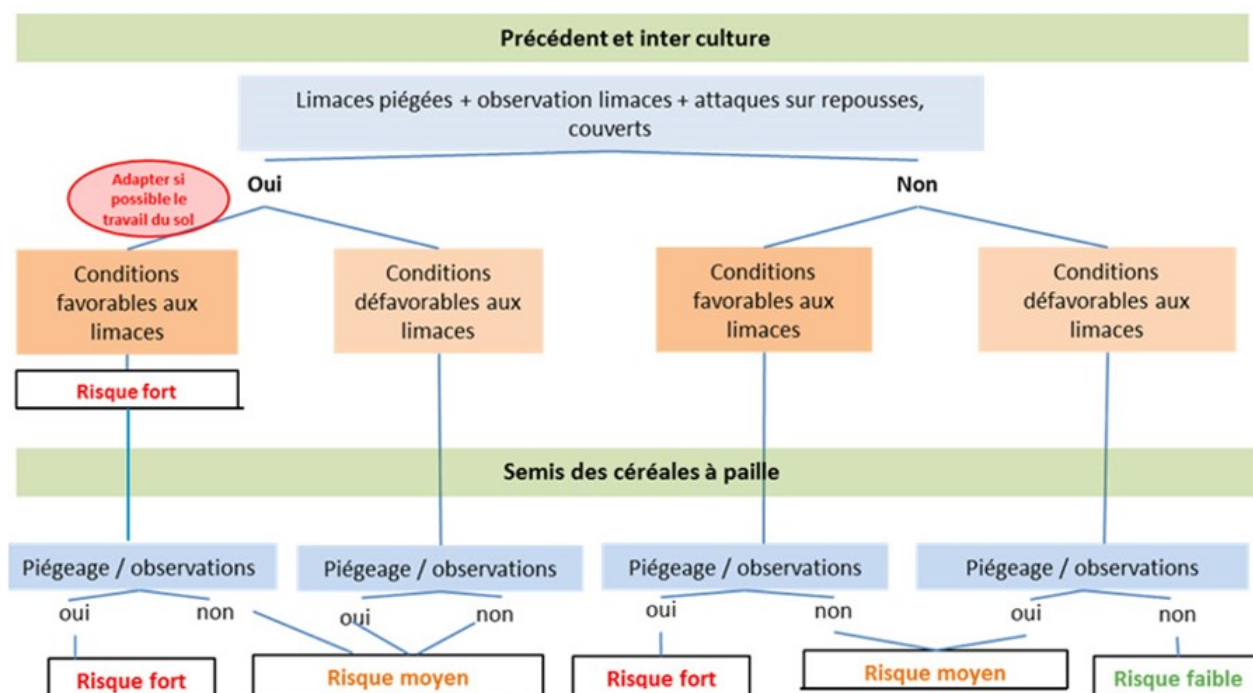 Précédent et inter culture
Limaces piégées + observation limaces + attaques sur repousses,
couverts
Adapter si
possible le
travail du sol
Oui
Non
Conditions
favorables aux
limaces
Conditions
défavorables aux
limaces
Conditions
favorables aux
limaces
Conditions
défavorables aux
limaces
Risque fort
Semis des céréales à paille
Piégeage / observations
Piégeage / observations
Piégeage / observations
Piégeage / observations
oui
non
oui
non
oui
non
oui
non
Risque fort
Risque moyen
Risque fort
Risque moyen
Risque faible